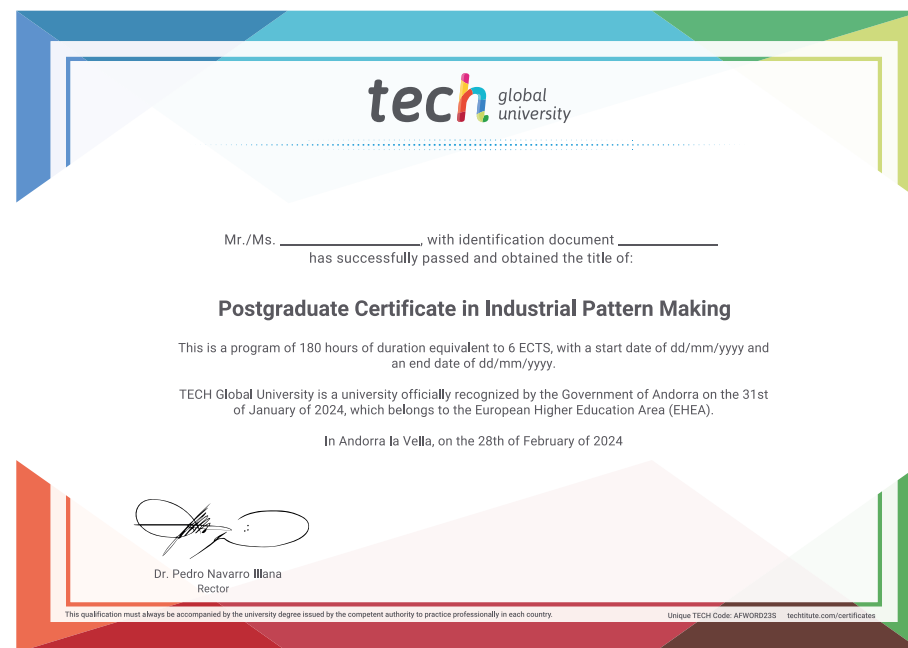 tech global
university
Mr./Ms. ____________, with identification document ____________
has successfully passed and obtained the title of:
Postgraduate Certificate in Industrial Pattern Making
This is a program of 180 hours of duration equivalent to 6 ECTS, with a start date of dd/mm/yyyy and
an end date of dd/mm/yyyy.
TECH Global University is a university officially recognized by the Government of Andorra on the 31st
of January of 2024, which belongs to the European Higher Education Area (EHEA).
In Andorra la Vella, on the 28th of February of 2024
Dr. Pedro Navarro Illana
Rector
This qualification must always be accompanied by the university degree issued by the competent authority to practice professionally in each country.
Unique TECH Code: AFWORD23S techtitute.com/certificates